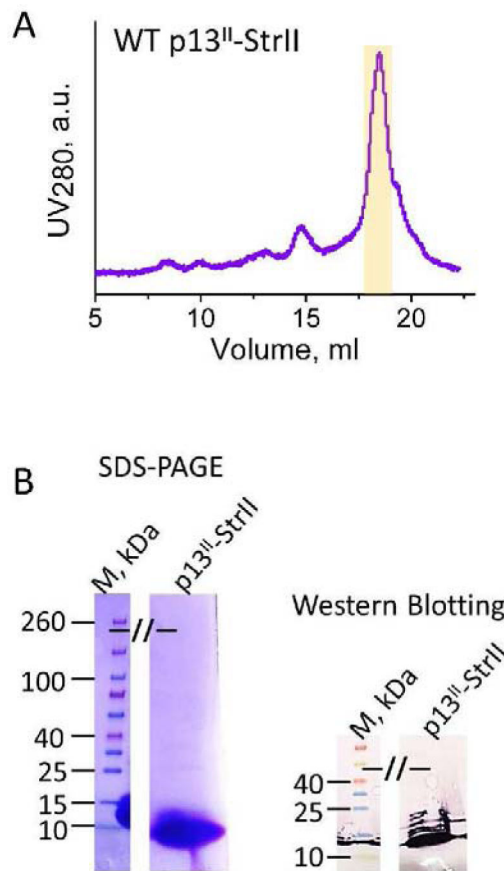 A
WT p13ᴵᴵ-StrII
UV280, a.u.
5 10 15 20
Volume, ml
B
SDS-PAGE
M, kDa
p13ᴵᴵ-StrII
260
100
40
25
15
10
//
Western Blotting
M, kDa
p13ᴵᴵ-StrII
40
25
10
//